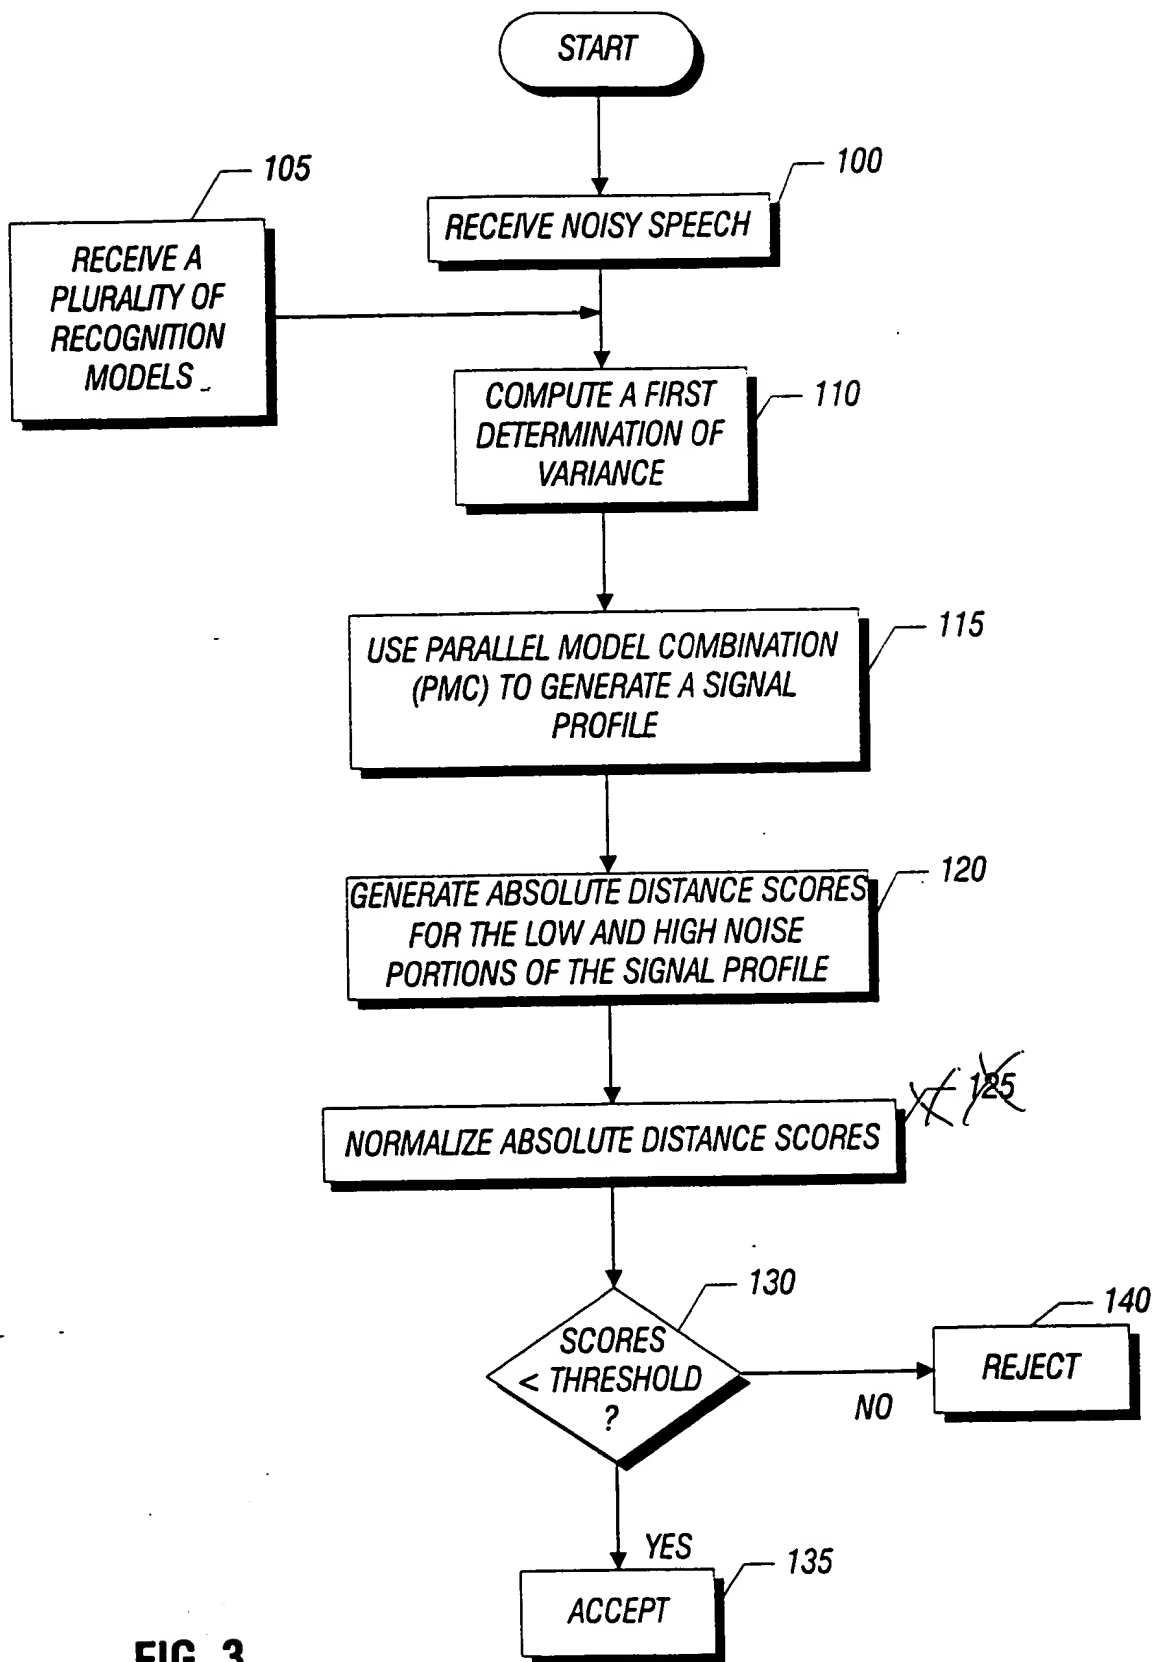 START
100
RECEIVE NOISY SPEECH
105
RECEIVE A
PLURALITY OF
RECOGNITION
MODELS
110
COMPUTE A FIRST
DETERMINATION OF
VARIANCE
115
USE PARALLEL MODEL COMBINATION
(PMC) TO GENERATE A SIGNAL
PROFILE
120
GENERATE ABSOLUTE DISTANCE SCORES
FOR THE LOW AND HIGH NOISE
PORTIONS OF THE SIGNAL PROFILE
125
NORMALIZE ABSOLUTE DISTANCE SCORES
130
SCORES
< THRESHOLD
?
NO
140
REJECT
YES
135
ACCEPT
FIG. 3